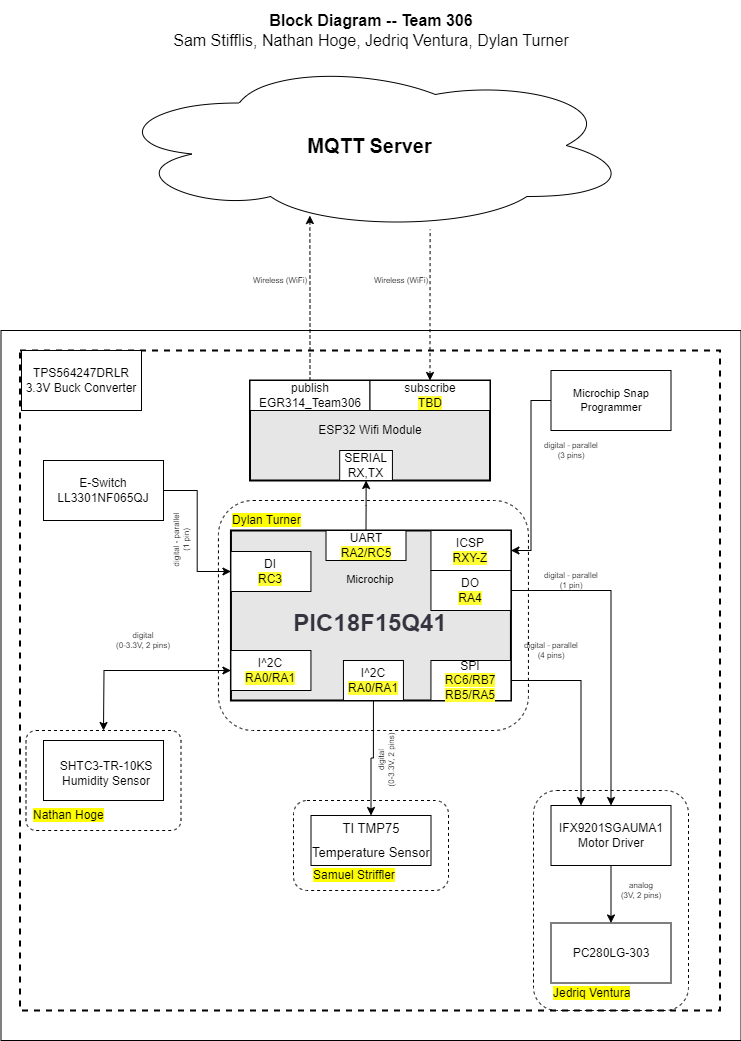 Block Diagram -- Team 306
Sam Stifflis, Nathan Hoge, Jedriq Ventura, Dylan Turner
MQTT Server
Wireless (WiFi)
Wireless (WiFi)
TPS564247DRLR
3.3V Buck Converter
publish
EGR314_Team306
subscribe
TBD
ESP32 Wifi Module
SERIAL
RX,TX
Microchip Snap
Programmer
digital - parallel
(3 pins)
E-Switch
LL3301NF065QJ
digital - parallel
(1 pin)
Dylan Turner
UART
RA2/RC5
ICSP
RXY-Z
DI
RC3
Microchip
DO
RA4
digital - parallel
(1 pin)
PIC18F15Q41
digital
(0-3.3V, 2 pins)
I^2C
RA0/RA1
I^2C
RA0/RA1
SPI
RC6/RB7
RB5/RA5
digital - parallel
(4 pins)
digital
(0-3.3V, 2 pins)
SHTC3-TR-10KS
Humidity Sensor
Nathan Hoge
TI TMP75
Temperature Sensor
Samuel Striffler
IFX9201SGAUMA1
Motor Driver
analog
(3V, 2 pins)
PC280LG-303
Jedriq Ventura